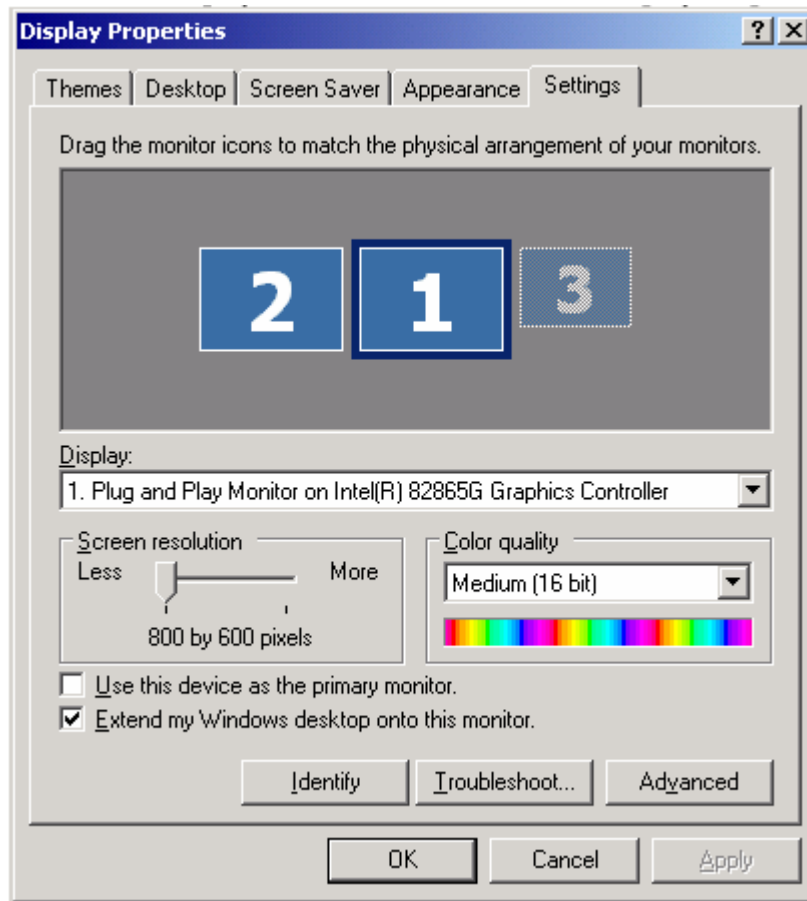 Display Properties
Themes Desktop Screen Saver Appearance Settings
Drag the monitor icons to match the physical arrangement of your monitors.
2 1 3
Display:
1. Plug and Play Monitor on Intel(R) 82865G Graphics Controller
Screen resolution
Less More
800 by 600 pixels
Color quality
Medium (16 bit)
Use this device as the primary monitor.
Extend my Windows desktop onto this monitor.
Identify Troubleshoot... Advanced
OK Cancel Apply